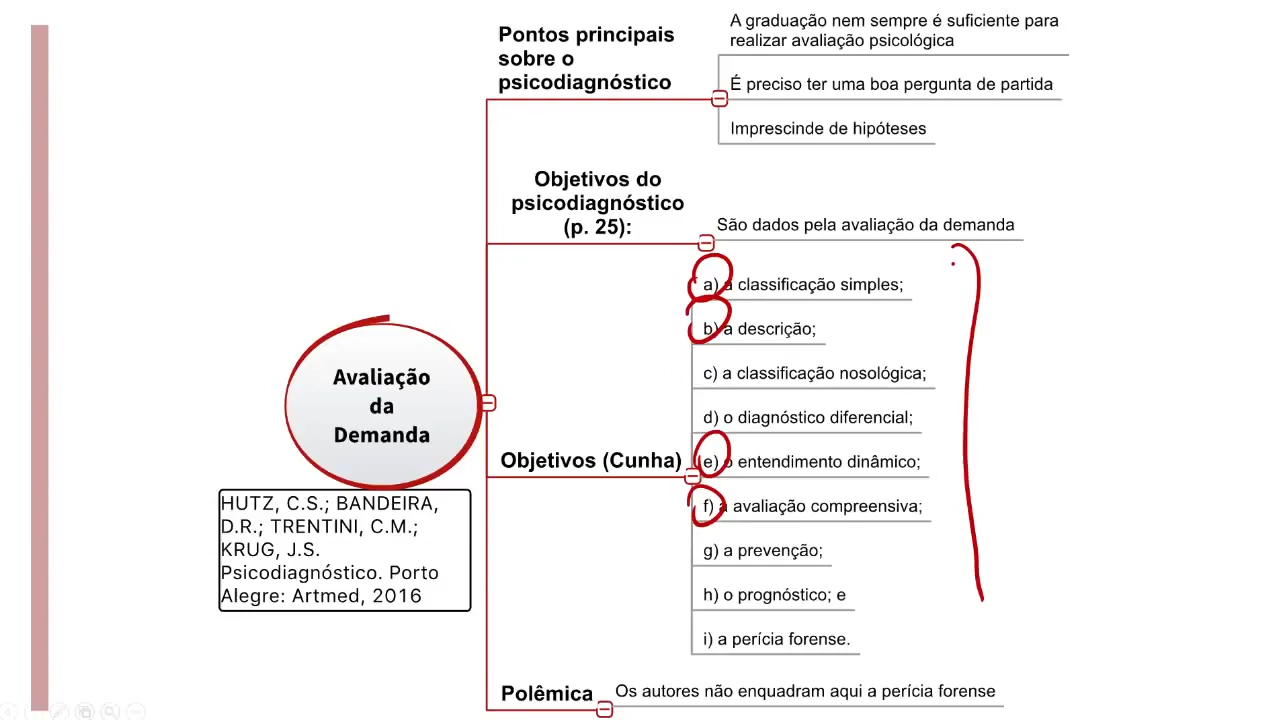 Pontos principais
sobre o
psicodiagnóstico
A graduação nem sempre é suficiente para
realizar avaliação psicológica
É preciso ter uma boa pergunta de partida
Imprescinde de hipóteses
Objetivos do
psicodiagnóstico
(p. 25):
São dados pela avaliação da demanda
Avaliação
da
Demanda
Objetivos (Cunha)
a) a classificação simples;
b) a descrição;
c) a classificação nosológica;
d) o diagnóstico diferencial;
e) o entendimento dinâmico;
f) a avaliação compreensiva;
g) a prevenção;
h) o prognóstico; e
i) a perícia forense.
HUTZ, C.S.; BANDEIRA,
D.R.; TRENTINI, C.M.;
KRUG, J.S.
Psicodiagnóstico. Porto
Alegre: Artmed, 2016
Polêmica
Os autores não enquadram aqui a perícia forense